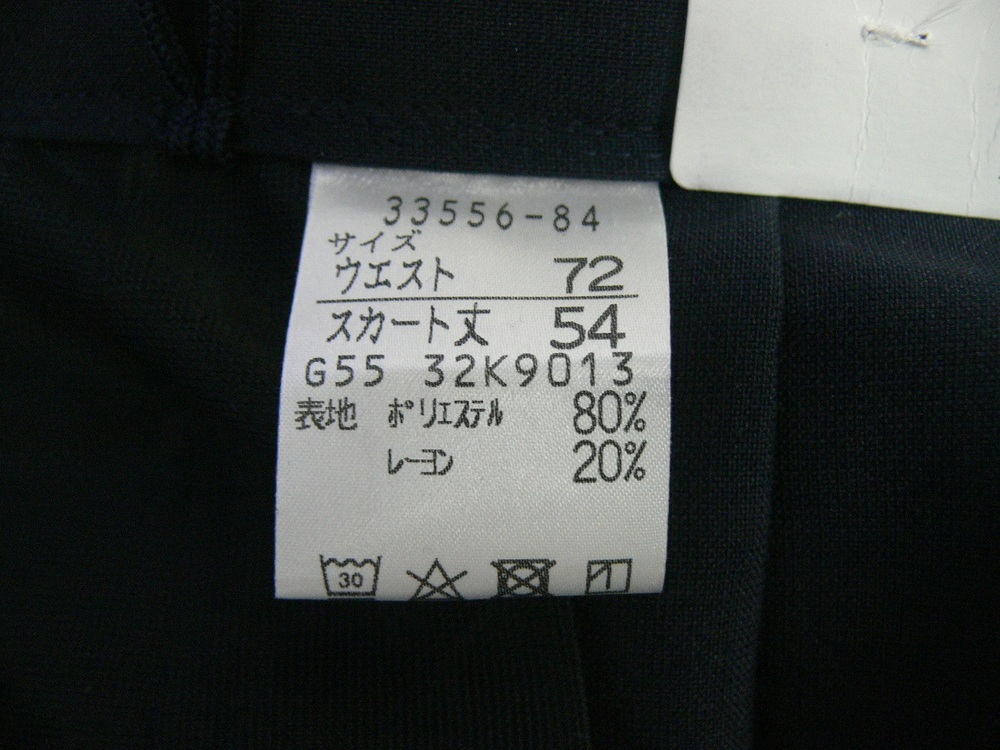 33556-84
サイズ
ウエスト 72
スカート丈 54
G55 32K9013
表地 ポリエステル 80%
レーヨン 20%
30